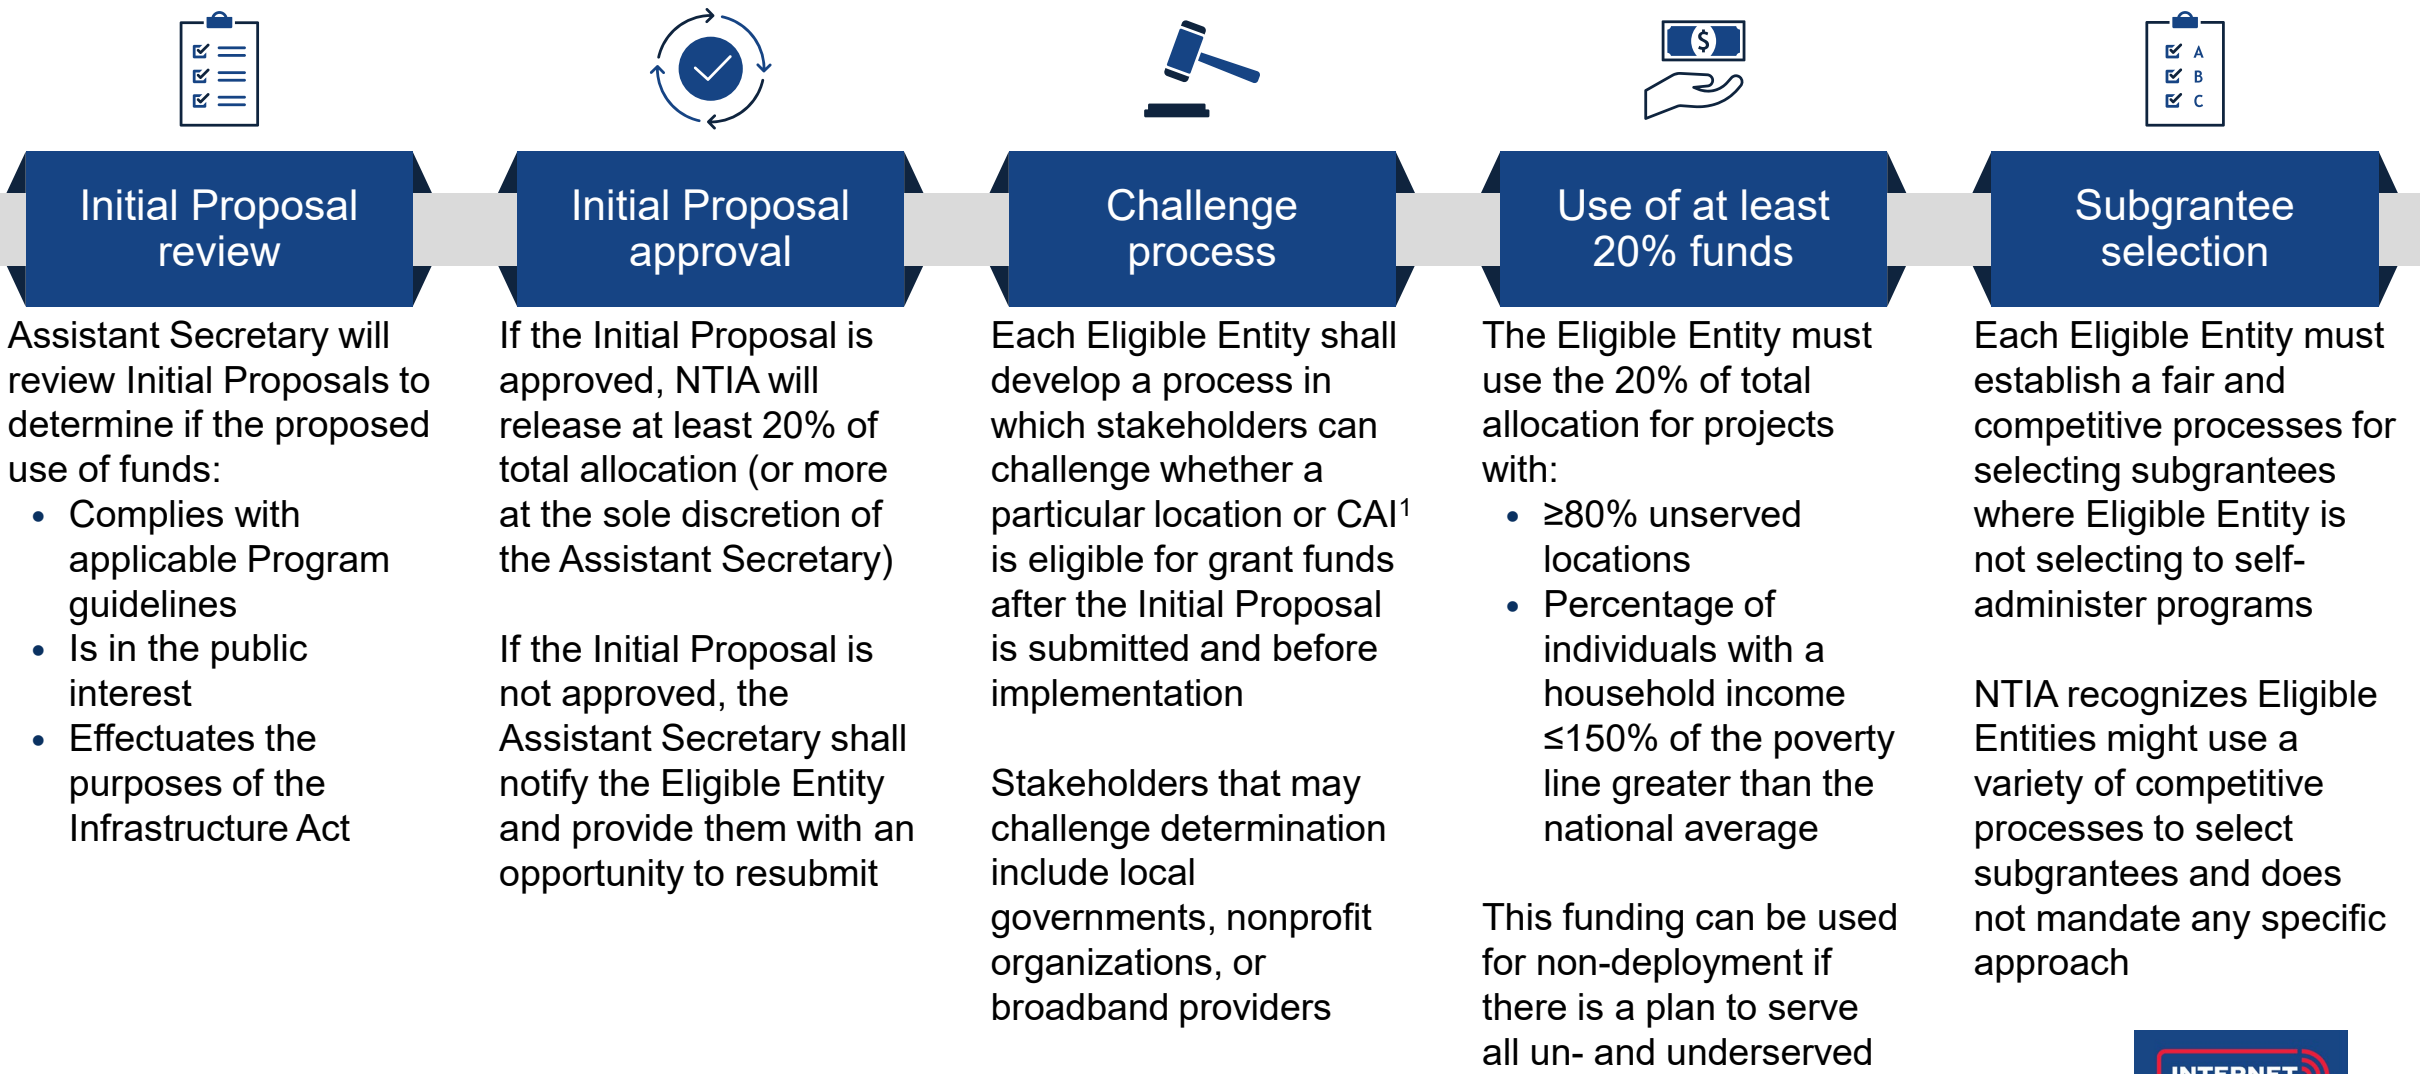 A
B
C
Initial Proposal
review
Initial Proposal
approval
Challenge
process
Use of at least
20% funds
Subgrantee
selection
Assistant Secretary will
review Initial Proposals to
determine if the proposed
use of funds:
• Complies with
applicable Program
guidelines
• Is in the public
interest
• Effectuates the
purposes of the
Infrastructure Act
If the Initial Proposal is
approved, NTIA will
release at least 20% of
total allocation (or more
at the sole discretion of
the Assistant Secretary)
If the Initial Proposal is
not approved, the
Assistant Secretary shall
notify the Eligible Entity
and provide them with an
opportunity to resubmit
Each Eligible Entity shall
develop a process in
which stakeholders can
challenge whether a
particular location or CAI¹
is eligible for grant funds
after the Initial Proposal
is submitted and before
implementation
Stakeholders that may
challenge determination
include local
governments, nonprofit
organizations, or
broadband providers
The Eligible Entity must
use the 20% of total
allocation for projects
with:
• ≥80% unserved
locations
• Percentage of
individuals with a
household income
≤150% of the poverty
line greater than the
national average
This funding can be used
for non-deployment if
there is a plan to serve
all un- and underserved
Each Eligible Entity must
establish a fair and
competitive processes for
selecting subgrantees
where Eligible Entity is
not selecting to self-
administer programs
NTIA recognizes Eligible
Entities might use a
variety of competitive
processes to select
subgrantees and does
not mandate any specific
approach
INTERNET